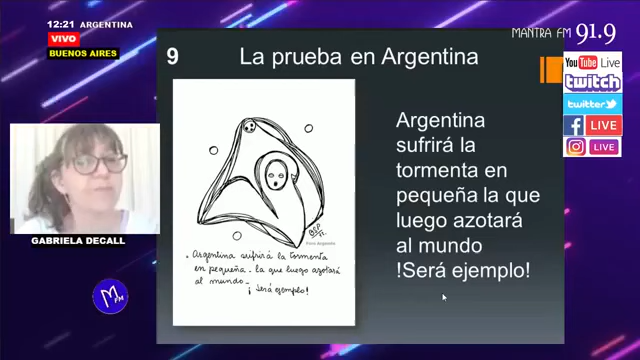 12:21 ARGENTINA
VIVO
BUENOS AIRES
MANTRA FM 91.9
YouTube Live
twitch
twitter
LIVE
LIVE
9
La prueba en Argentina
Argentina
sufrirá la
tormenta en
pequeña la que
luego azotará
al mundo
!Será ejemplo!
Argentina sufrirá la tormenta
en pequeña - la que luego azotará
al mundo -
¡Será ejemplo!
GABRIELA DECALL
M FM